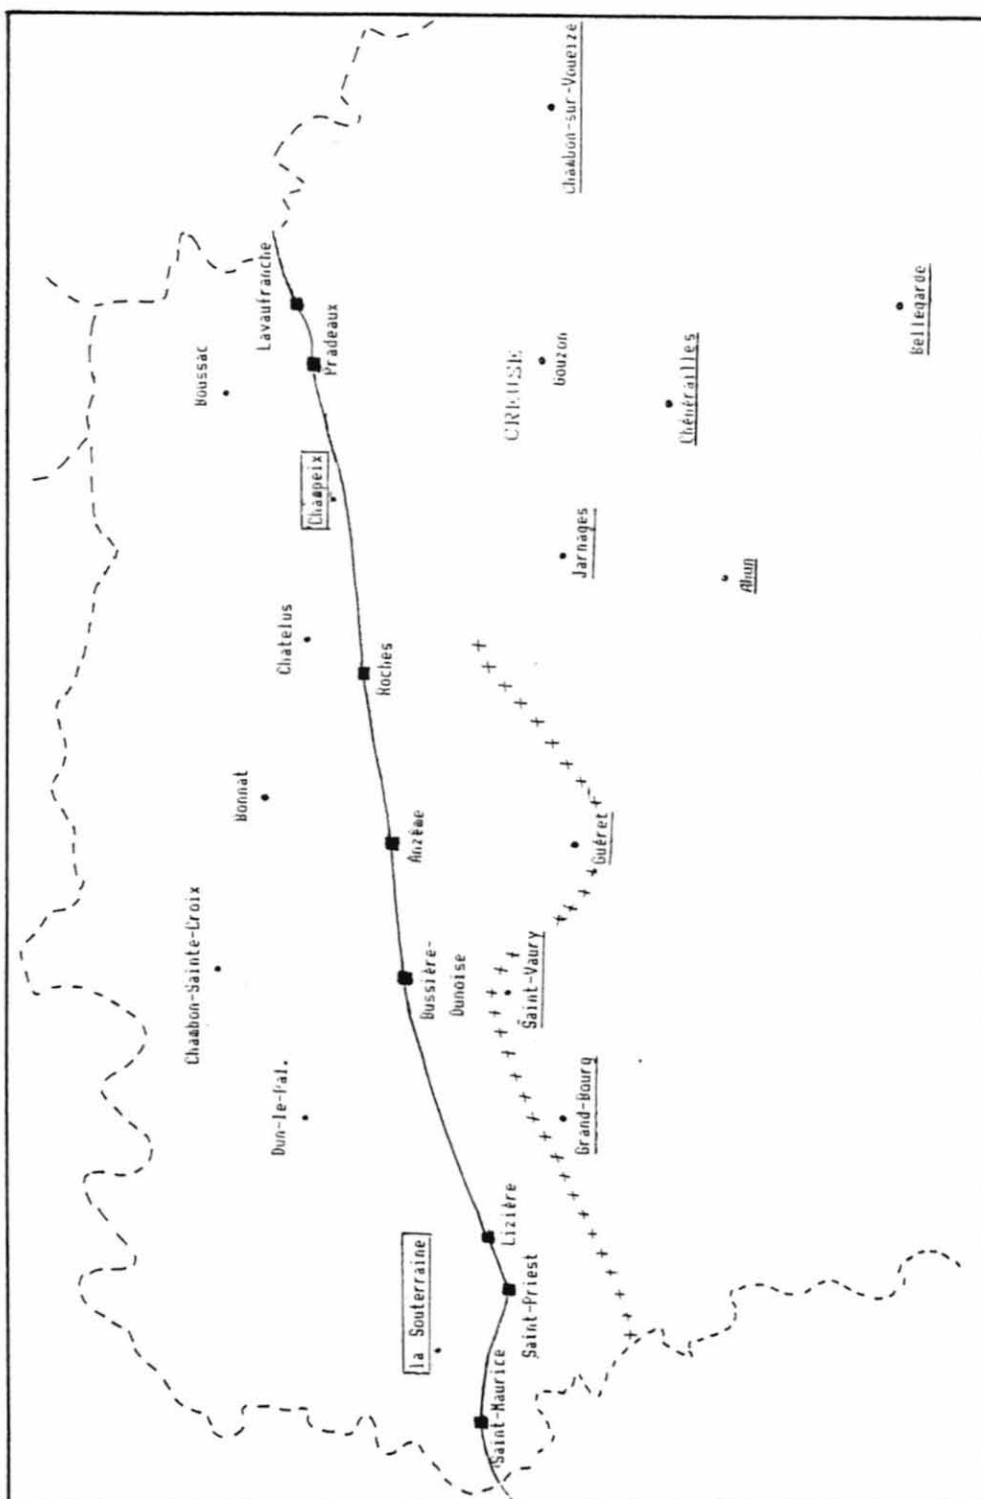 Chambon-sur-Voueize
Lavaufranche
Pradeaux
Boussac
Bellegarde
CREUSE
Gouzon
Chénérailles
Champeix
Jarnages
Ahun
Chatelus
Roches
Bonnat
Anzême
Guéret
Chambon-Sainte-Croix
Bussière-
Dunoise
Saint-Vaury
Dun-le-Pal.
Grand-Bourg
Lizière
la Souterraine
Saint-Priest
Saint-Maurice